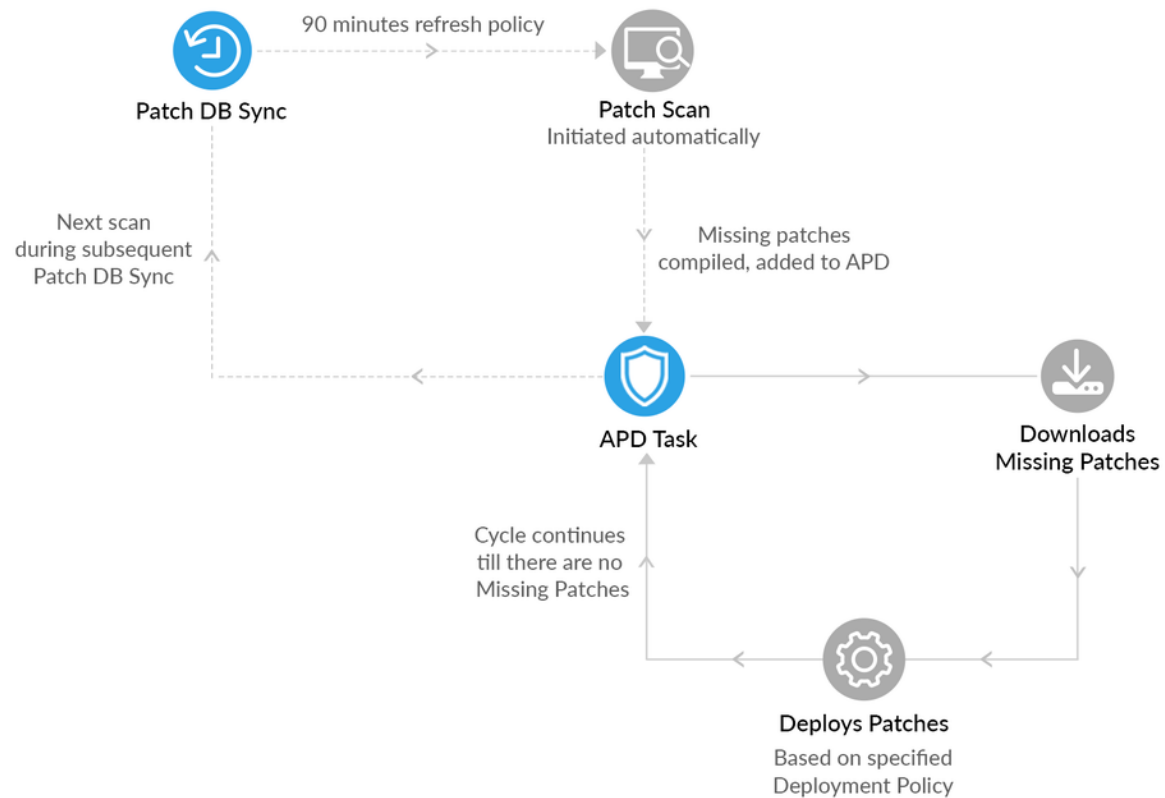 90 minutes refresh policy
Patch DB Sync
Patch Scan
Initiated automatically
Next scan
during subsequent
Patch DB Sync
Missing patches
compiled, added to APD
APD Task
Downloads
Missing Patches
Cycle continues
till there are no
Missing Patches
Deploys Patches
Based on specified
Deployment Policy